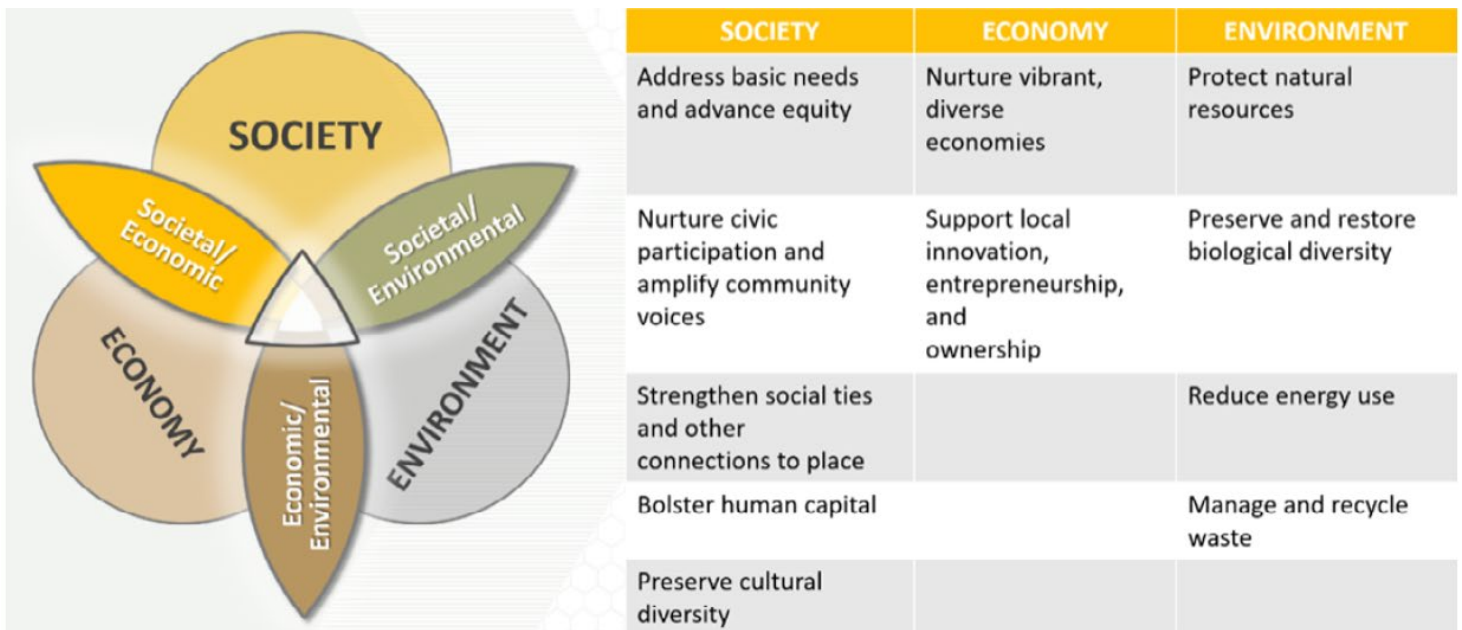 SOCIETY
Societal/
Economic
Societal/
Environmental
ECONOMY
ENVIRONMENT
Economic/
Environmental
SOCIETY
ECONOMY
ENVIRONMENT
Address basic needs
and advance equity
Nurture vibrant,
diverse
economies
Protect natural
resources
Nurture civic
participation and
amplify community
voices
Support local
innovation,
entrepreneurship,
and
ownership
Preserve and restore
biological diversity
Strengthen social ties
and other
connections to place
Reduce energy use
Bolster human capital
Manage and recycle
waste
Preserve cultural
diversity